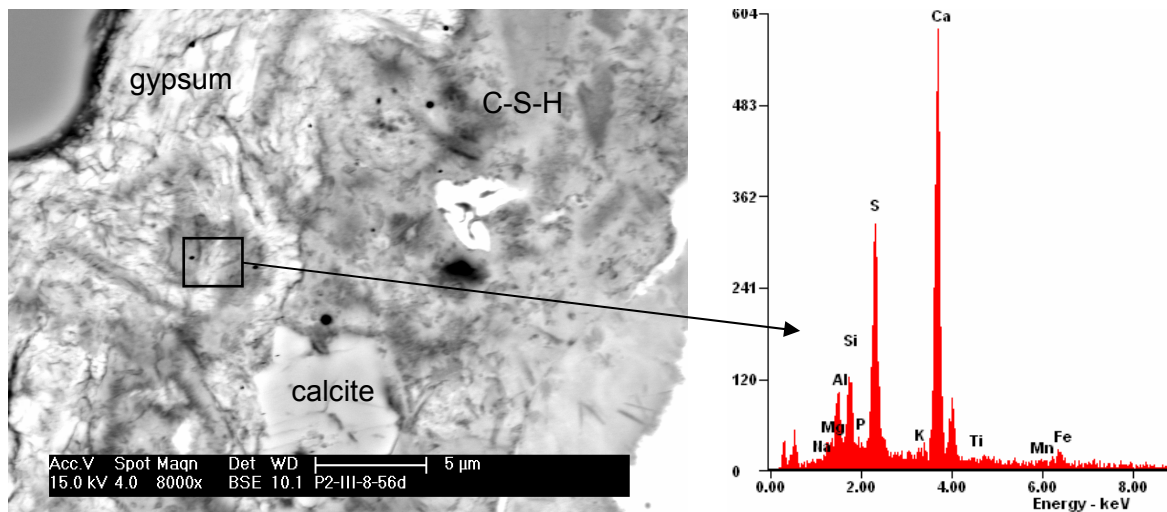 gypsum
C-S-H
calcite
Acc.V Spot Magn Det WD 5 µm
15.0 kV 4.0 8000x BSE 10.1 P2-III-8-56d
604
483
362
241
120
0
Ca
S
Si
Al
Mg
Na
P
K
Ti
Mn
Fe
0.00 2.00 4.00 6.00 8.00
Energy - keV